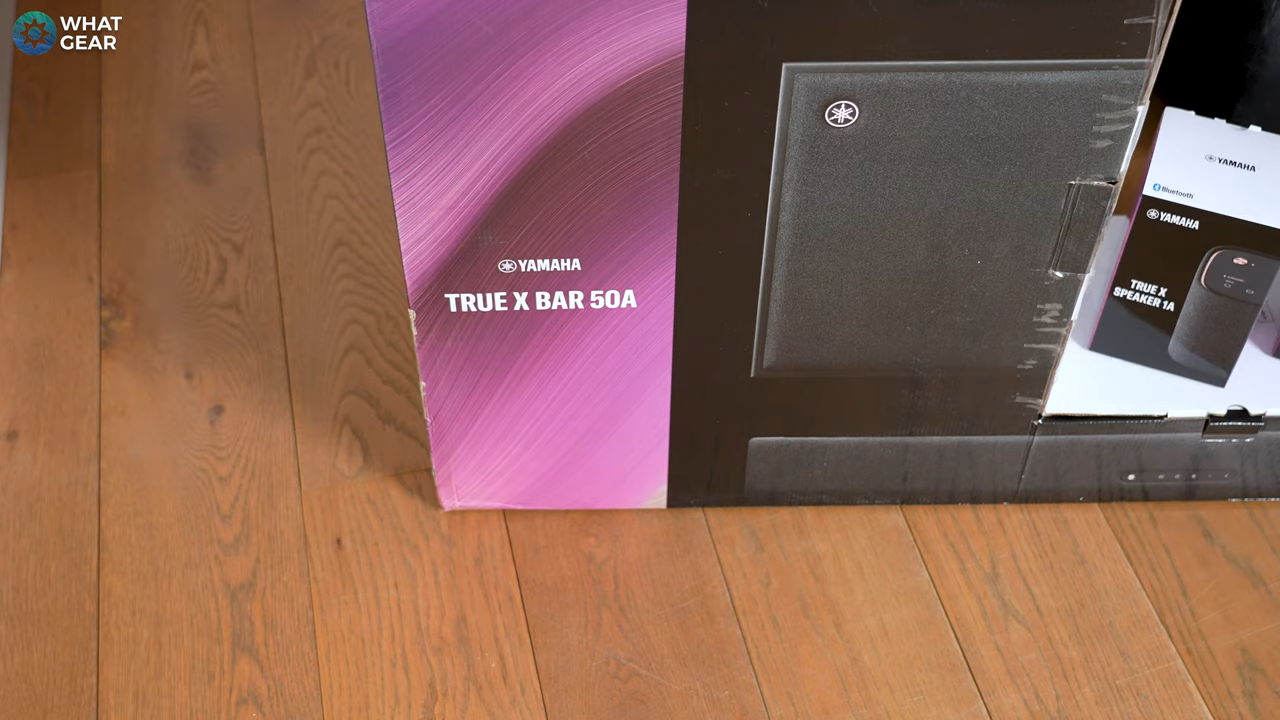 WHAT
GEAR
YAMAHA
TRUE X BAR 50A
YAMAHA
Bluetooth
YAMAHA
TRUE X
SPEAKER 1A